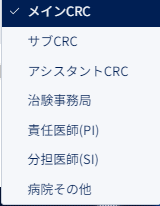 メインCRC
サブCRC
アシスタントCRC
治験事務局
責任医師(PI)
分担医師(SI)
病院その他